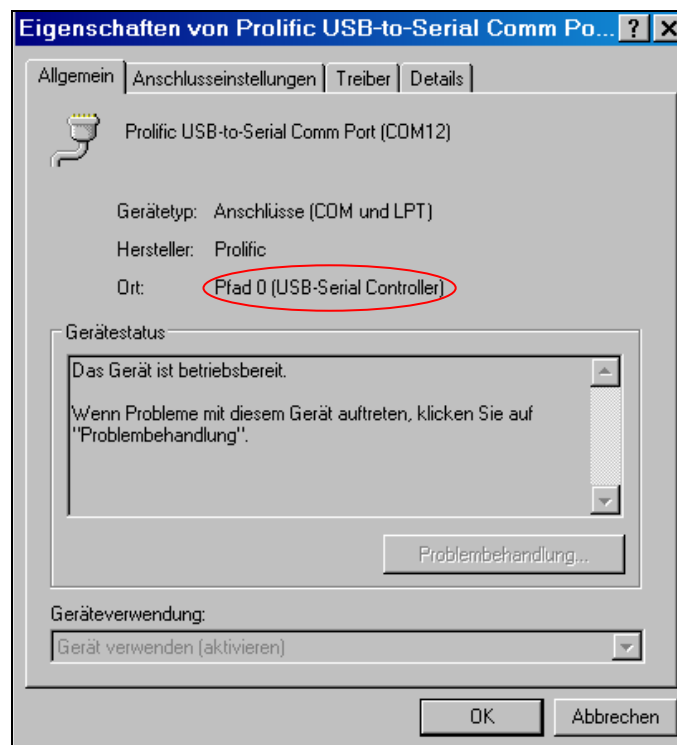 Eigenschaften von Prolific USB-to-Serial Comm Po...
Allgemein Anschlusseinstellungen Treiber Details
Prolific USB-to-Serial Comm Port (COM12)
Gerätetyp: Anschlüsse (COM und LPT)
Hersteller: Prolific
Ort: Pfad 0 (USB-Serial Controller)
Gerätestatus
Das Gerät ist betriebsbereit.
Wenn Probleme mit diesem Gerät auftreten, klicken Sie auf
"Problembehandlung".
Problembehandlung...
Geräteverwendung:
Gerät verwenden (aktivieren)
OK Abbrechen